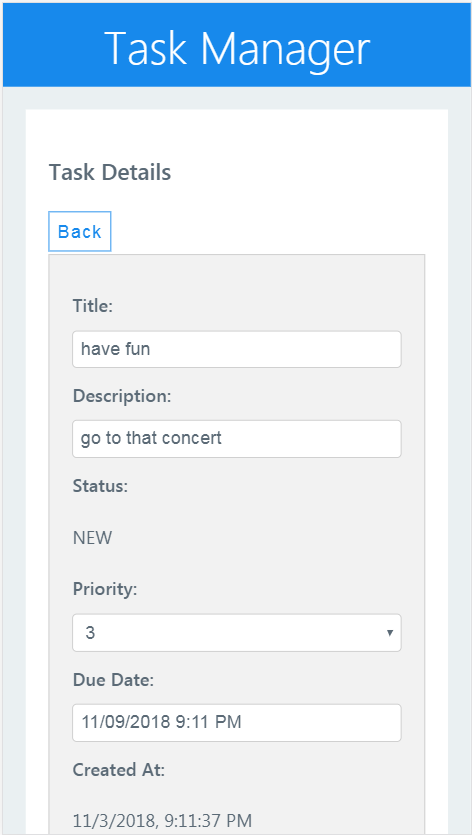 Task Manager
Task Details
Back
Title:
have fun
Description:
go to that concert
Status:
NEW
Priority:
3
Due Date:
11/09/2018 9:11 PM
Created At:
11/3/2018, 9:11:37 PM